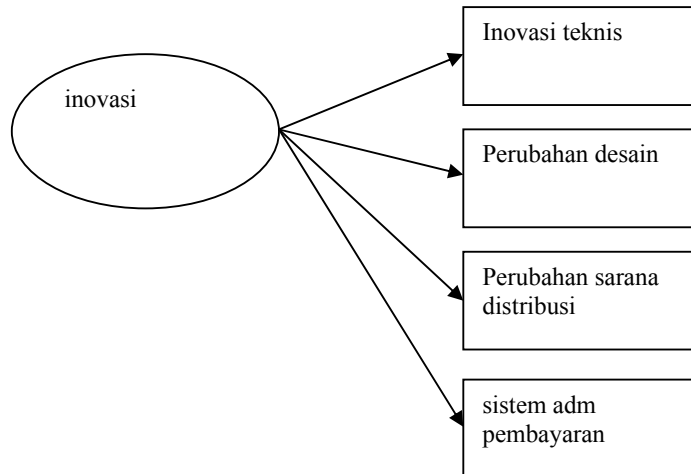 inovasi
Inovasi teknis
Perubahan desain
Perubahan sarana
distribusi
sistem adm
pembayaran